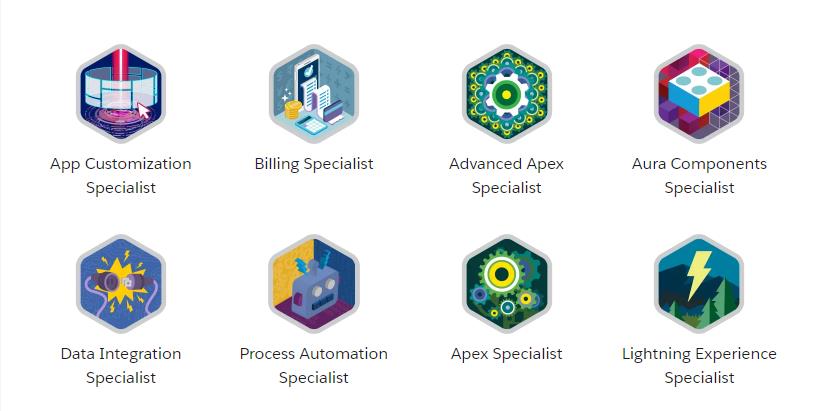 App Customization
Specialist
Billing Specialist
Advanced Apex
Specialist
Aura Components
Specialist
Data Integration
Specialist
Process Automation
Specialist
Apex Specialist
Lightning Experience
Specialist